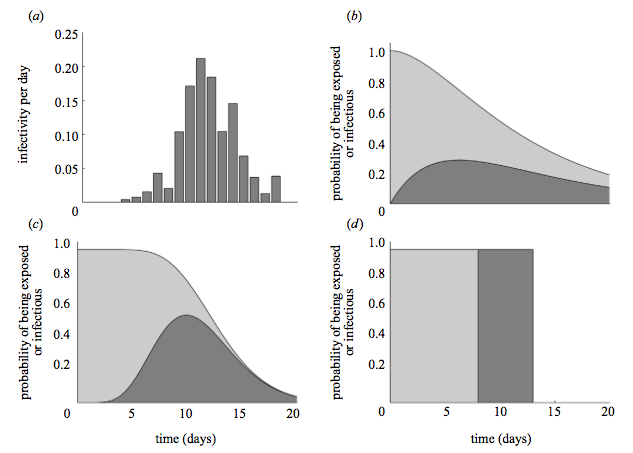 (a)
0.25
0.20
0.15
0.10
0.05
0
infectivity per day
(b)
1.0
0.8
0.6
0.4
0.2
0
probability of being exposed
or infectious
(c)
1.0
0.8
0.6
0.4
0.2
0
5
10
15
20
probability of being exposed
or infectious
time (days)
(d)
1.0
0.8
0.6
0.4
0.2
0
5
10
15
20
probability of being exposed
or infectious
time (days)